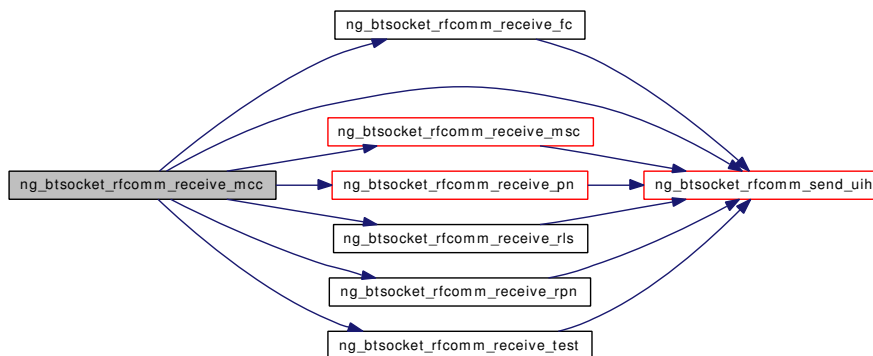 ng_btsocket_rfcomm_receive_fc
ng_btsocket_rfcomm_receive_msc
ng_btsocket_rfcomm_receive_mcc
ng_btsocket_rfcomm_receive_pn
ng_btsocket_rfcomm_send_uih
ng_btsocket_rfcomm_receive_rls
ng_btsocket_rfcomm_receive_rpn
ng_btsocket_rfcomm_receive_test